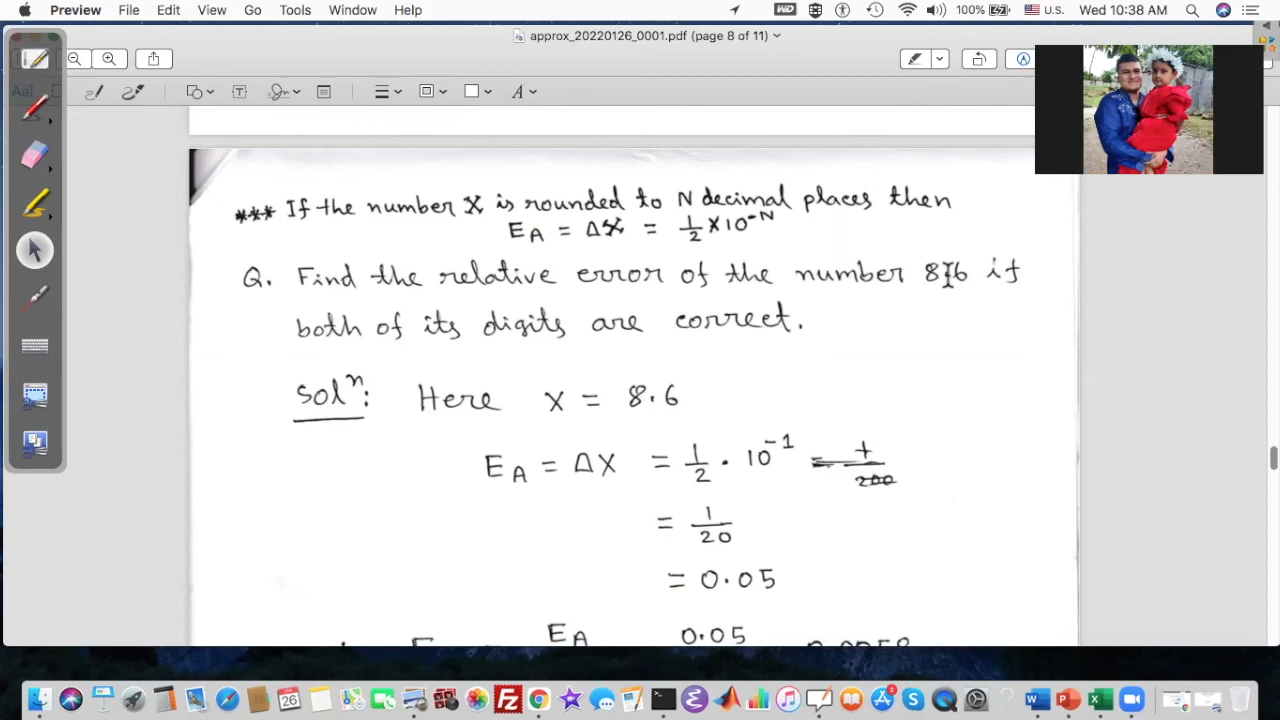 Preview File Edit View Go Tools Window Help 100% U.S. Wed 10:38 AM
approx_20220126_0001.pdf (page 8 of 11)
*** If the number X is rounded to N decimal places then
E_A = ΔX = 1/2 × 10^-N
Q. Find the relative error of the number 8.6 if
both of its digits are correct.
Solⁿ: Here x = 8.6
E_A = ΔX = 1/2 · 10^-1
= 1/20
= 0.05
E_A 0.05